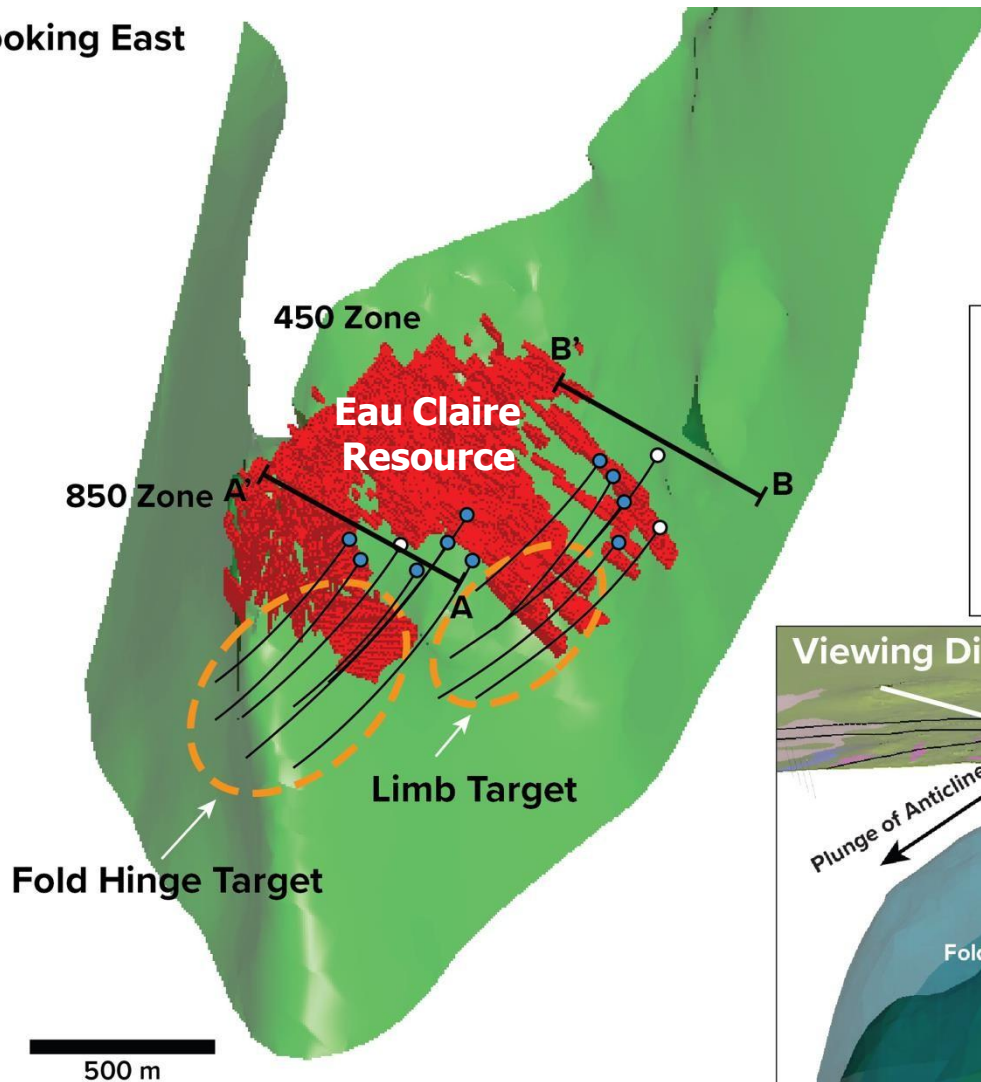 ooking East
450 Zone
B'
Eau Claire
Resource
850 Zone
A'
B
A
Limb Target
Fold Hinge Target
500 m
Viewing Di
Plunge of Anticline
Fold